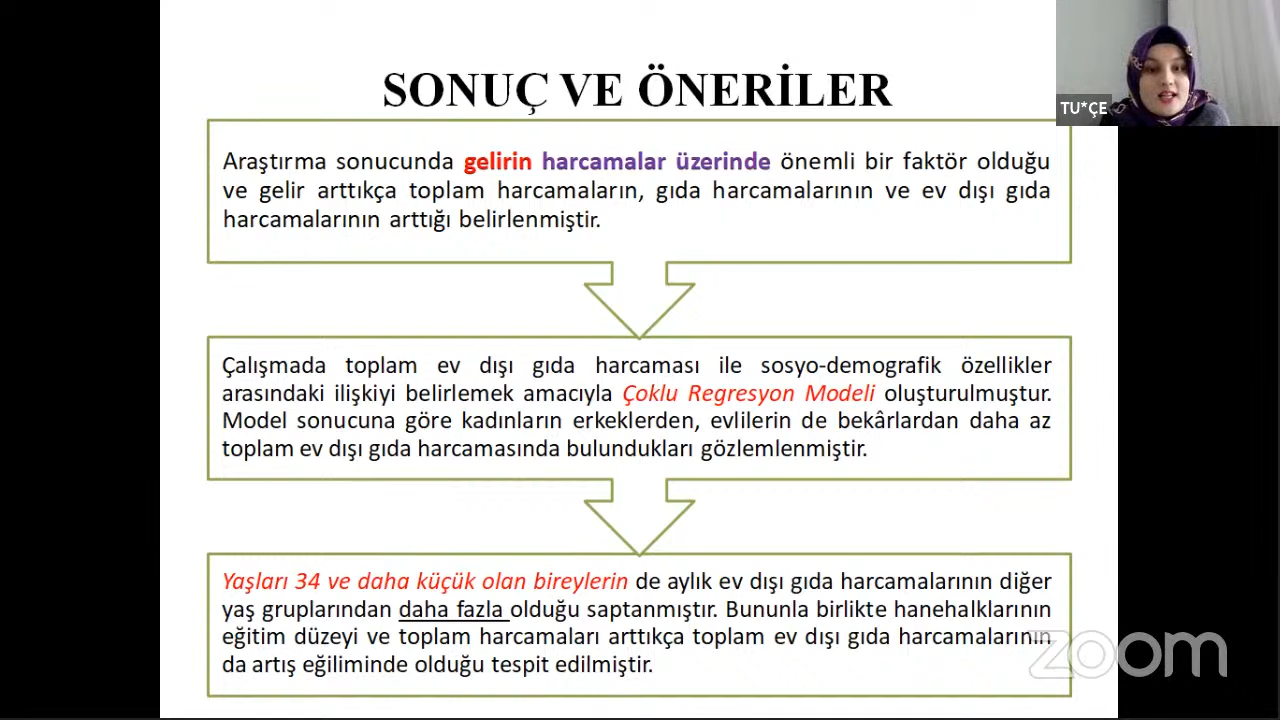 SONUÇ VE ÖNERİLER
TU*ÇE
Araştırma sonucunda gelirin harcamalar üzerinde önemli bir faktör olduğu
ve gelir arttıkça toplam harcamaların, gıda harcamalarının ve ev dışı gıda
harcamalarının arttığı belirlenmiştir.
Çalışmada toplam ev dışı gıda harcaması ile sosyo-demografik özellikler
arasındaki ilişkiyi belirlemek amacıyla Çoklu Regresyon Modeli oluşturulmuştur.
Model sonucuna göre kadınların erkeklerden, evlilerin de bekârlardan daha az
toplam ev dışı gıda harcamasında bulundukları gözlemlenmiştir.
Yaşları 34 ve daha küçük olan bireylerin de aylık ev dışı gıda harcamalarının diğer
yaş gruplarından daha fazla olduğu saptanmıştır. Bununla birlikte hanehalklarının
eğitim düzeyi ve toplam harcamaları arttıkça toplam ev dışı gıda harcamalarının
da artış eğiliminde olduğu tespit edilmiştir.
zoom